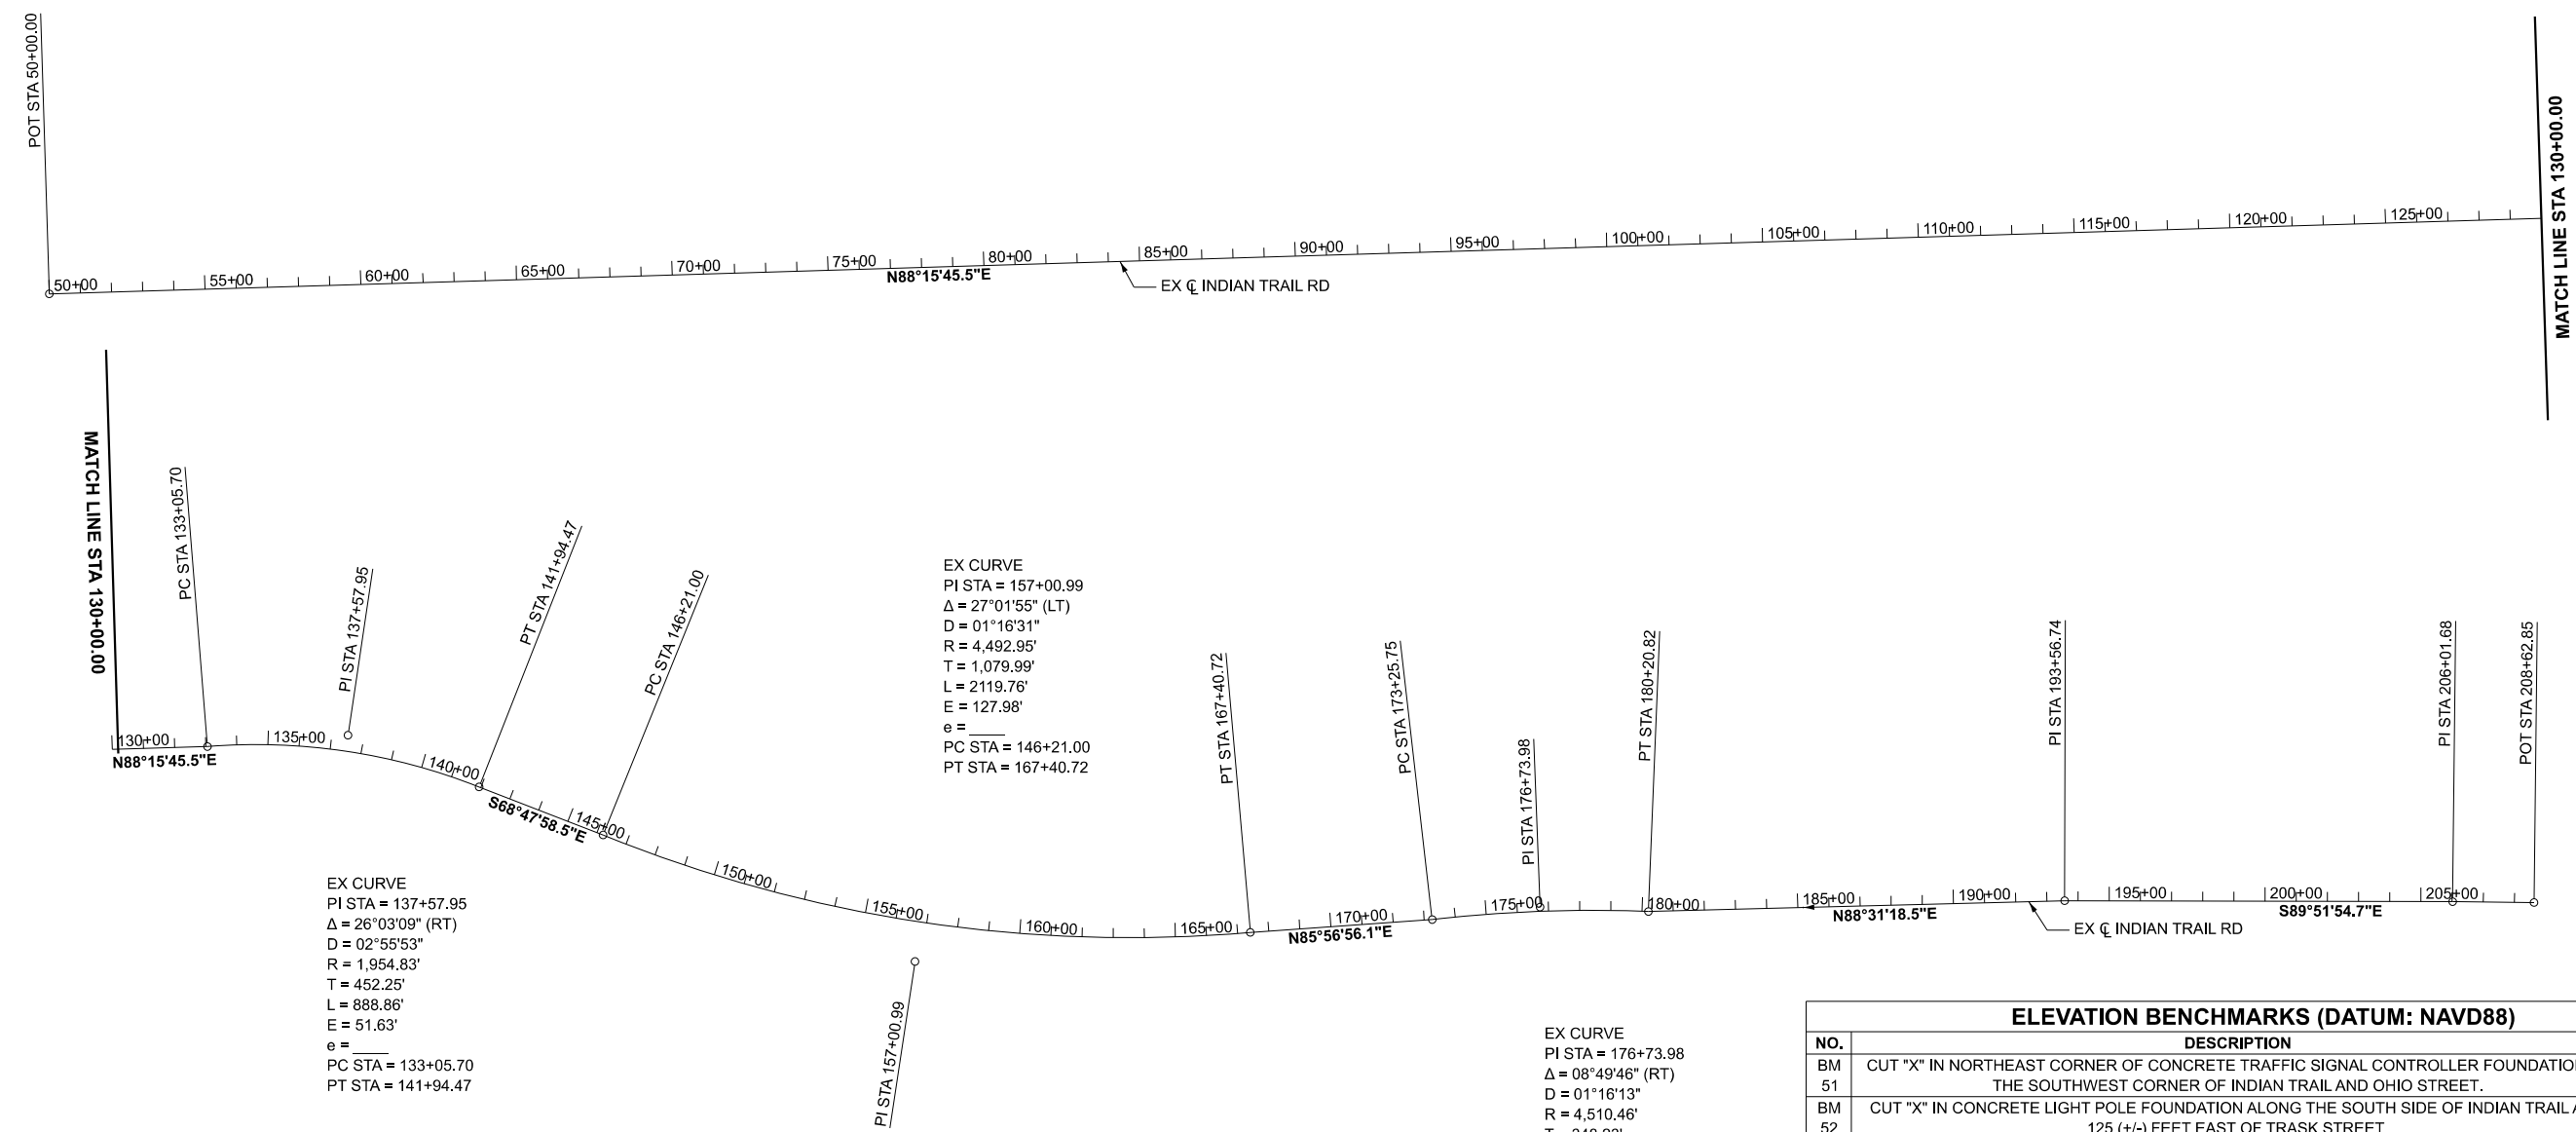 POT STA 50+00.00
50+00
55+00
60+00
65+00
70+00
75+00
80+00
85+00
90+00
95+00
100+00
105+00
110+00
115+00
120+00
125+00
N88°15'45.5"E
EX ℄ INDIAN TRAIL RD
MATCH LINE STA 130+00.00
MATCH LINE STA 130+00.00
PC STA 133+05.70
PI STA 137+57.95
PT STA 141+94.47
PC STA 146+21.00
EX CURVE
PI STA = 157+00.99
Δ = 27°01'55" (LT)
D = 01°16'31"
R = 4,492.95'
T = 1,079.99'
L = 2119.76'
E = 127.98'
e = ____
PC STA = 146+21.00
PT STA = 167+40.72
PT STA 167+40.72
PC STA 173+25.75
PI STA 176+73.98
PT STA 180+20.82
PI STA 193+56.74
PI STA 206+01.68
POT STA 208+62.85
130+00
135+00
140+00
145+00
150+00
155+00
160+00
165+00
170+00
175+00
180+00
185+00
190+00
195+00
200+00
205+00
N88°15'45.5"E
S68°47'58.5"E
N85°56'56.1"E
N88°31'18.5"E
S89°51'54.7"E
EX ℄ INDIAN TRAIL RD
EX CURVE
PI STA = 137+57.95
Δ = 26°03'09" (RT)
D = 02°55'53"
R = 1,954.83'
T = 452.25'
L = 888.86'
E = 51.63'
e = ____
PC STA = 133+05.70
PT STA = 141+94.47
PI STA 157+00.99
EX CURVE
PI STA = 176+73.98
Δ = 08°49'46" (RT)
D = 01°16'13"
R = 4,510.46'
ELEVATION BENCHMARKS (DATUM: NAVD88)
NO. DESCRIPTION
BM 51 CUT "X" IN NORTHEAST CORNER OF CONCRETE TRAFFIC SIGNAL CONTROLLER
THE SOUTHWEST CORNER OF INDIAN TRAIL AND OHIO STREET.
BM 52 CUT "X" IN CONCRETE LIGHT POLE FOUNDATION ALONG THE SOUTH SIDE OF INDIAN TRAIL
125 (+/-) FEET EAST OF TRASK STREET